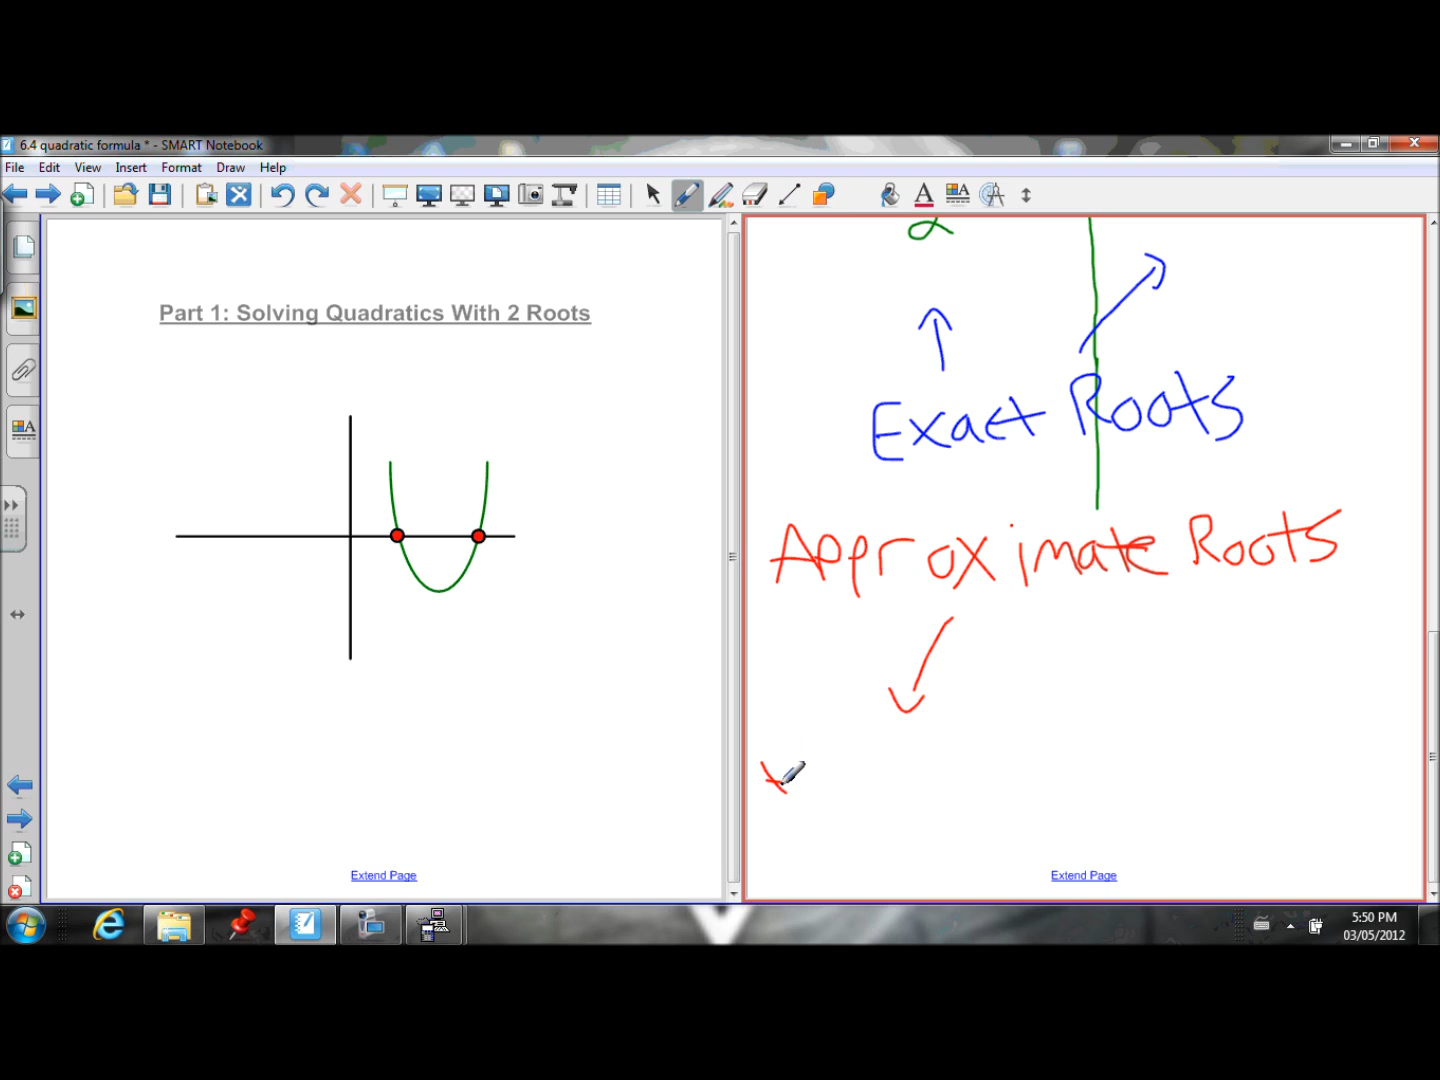 6.4 quadratic formula * - SMART Notebook
File Edit View Insert Format Draw Help
Part 1: Solving Quadratics With 2 Roots
Extend Page
2
Exact Roots
Approximate Roots
x
Extend Page
5:50 PM
03/05/2012